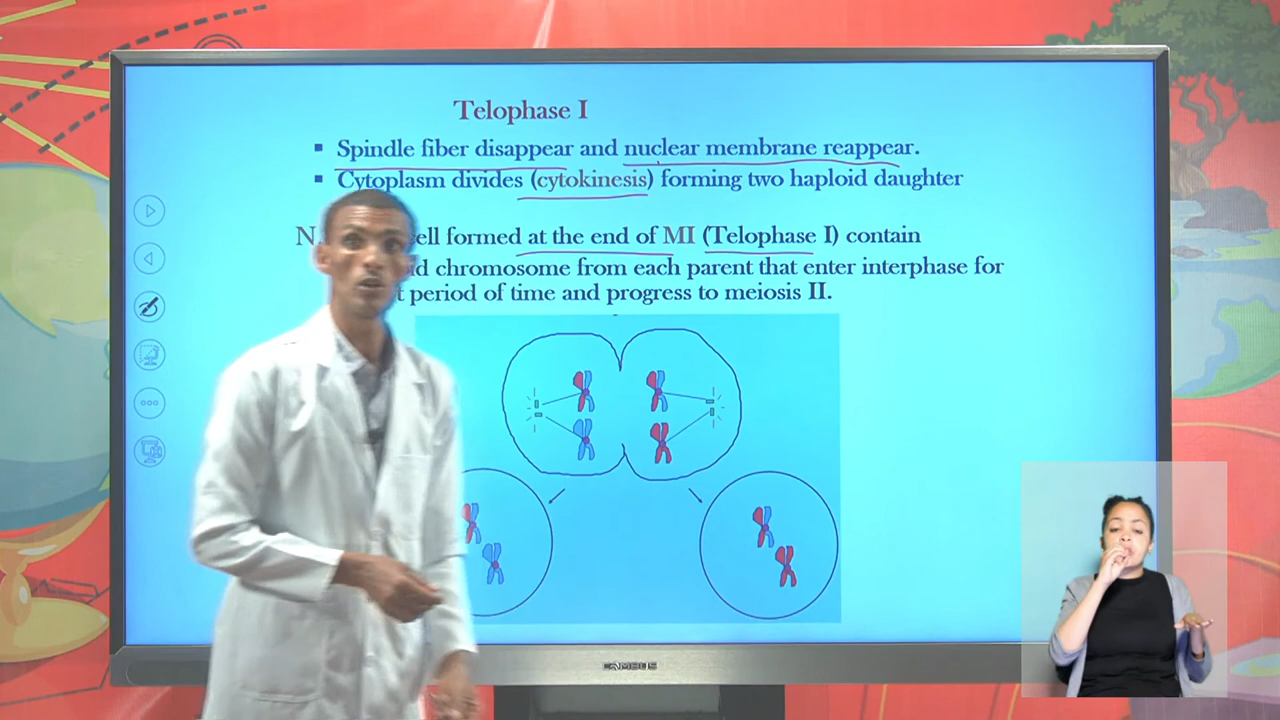 Telophase I
▪ Spindle fiber disappear and nuclear membrane reappear.
▪ Cytoplasm divides (cytokinesis) forming two haploid daughter
N ell formed at the end of MI (Telophase I) contain
id chromosome from each parent that enter interphase for
t period of time and progress to meiosis II.